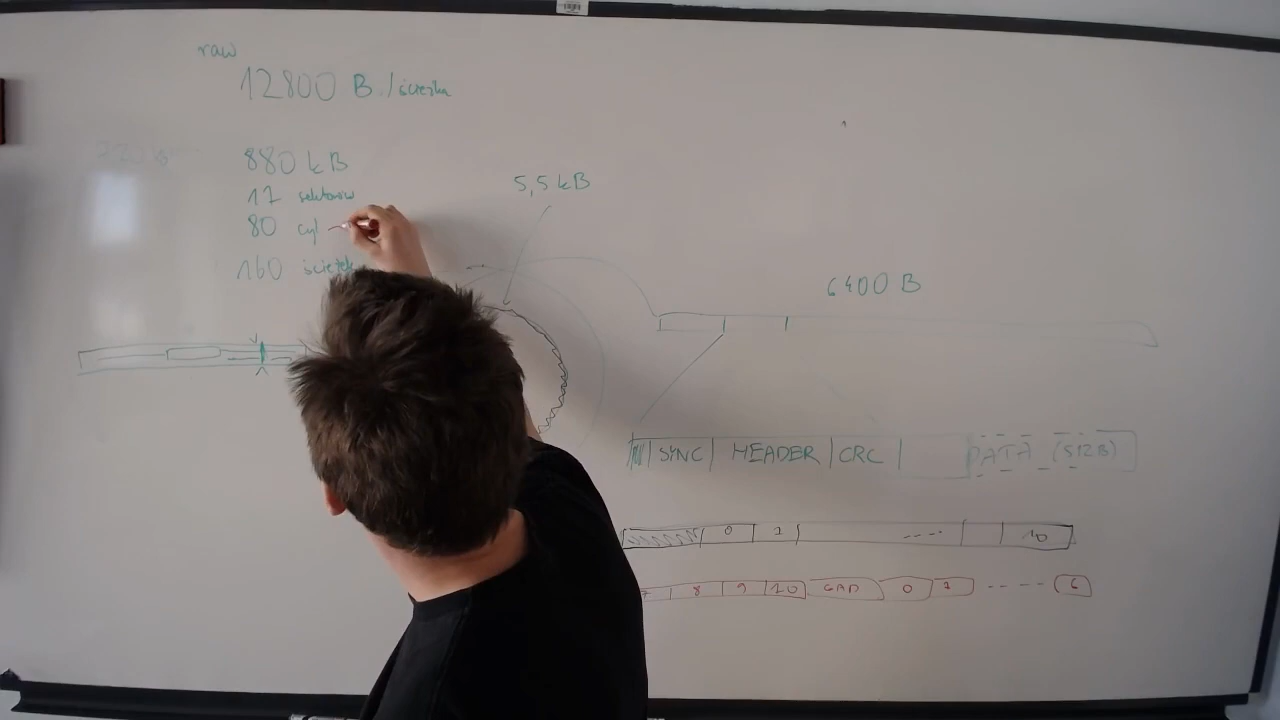 raw
12800 B/ścieżka
880 kB
5,5 kB
11 sektorów
80 cyl
160 ścieżek
6400 B
SYNC HEADER CRC DATA (512B)
0 1 ---- 10
7 8 9 10 GAP 0 1 ---- 6